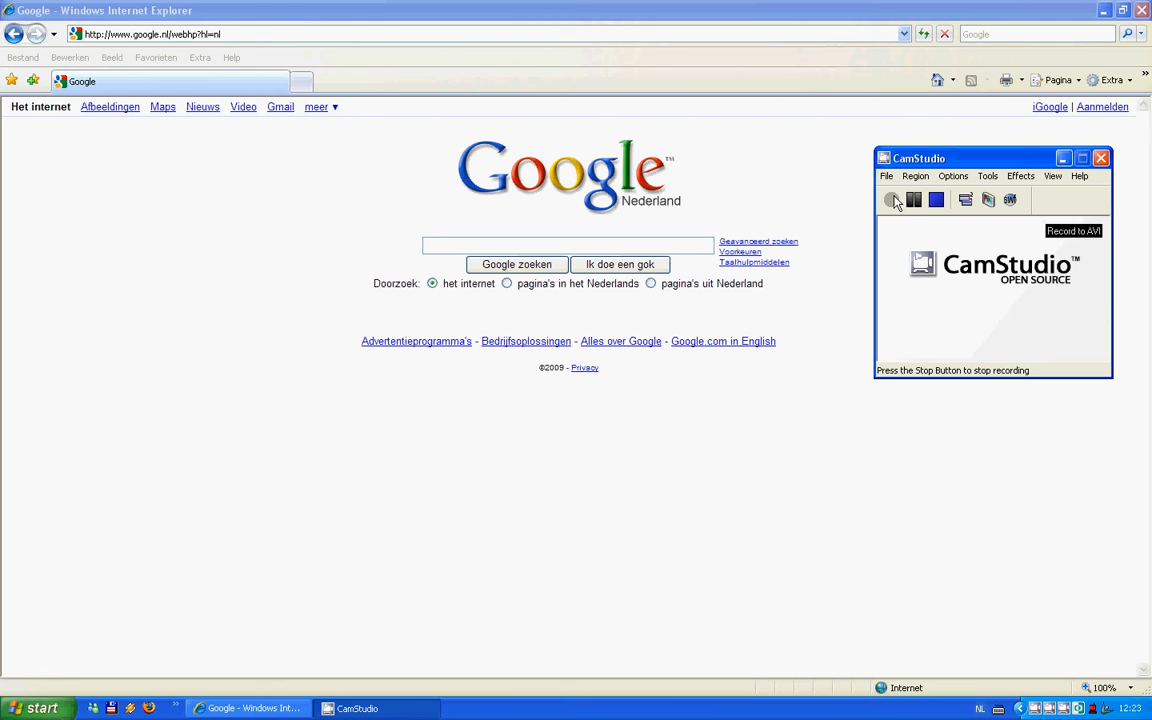 Google - Windows Internet Explorer
http://www.google.nl/webhp?hl=nl
Google
Bestand Bewerken Beeld Favorieten Extra Help
Google
Pagina
Extra
Het internet Afbeeldingen Maps Nieuws Video Gmail meer ▼
iGoogle | Aanmelden
Google™
Nederland
Geavanceerd zoeken
Voorkeuren
Taalhulpmiddelen
Google zoeken
Ik doe een gok
Doorzoek: het internet pagina's in het Nederlands pagina's uit Nederland
Advertentieprogramma's - Bedrijfsoplossingen - Alles over Google - Google.com in English
©2009 - Privacy
CamStudio
File Region Options Tools Effects View Help
Record to AVI
CamStudio™
OPEN SOURCE
Press the Stop Button to stop recording
Internet
100%
start
Google - Windows Int...
CamStudio
NL
12:23